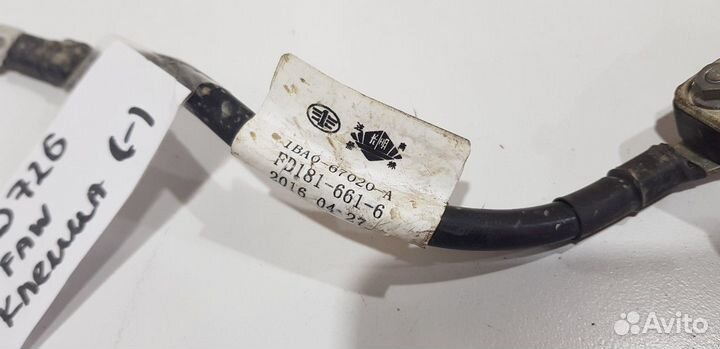 D726
FAW
клемма (-)
1BA0-67020-A
FD181-661-6
2016 04-27
Avito